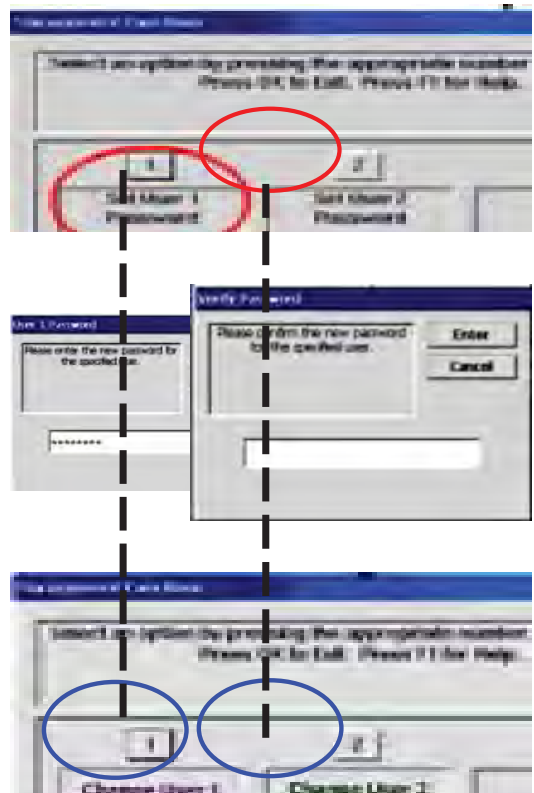 Select an option by pressing the appropriate number
Press OK to Exit. Press F1 for Help.
1
2
Set User 1
Password
Set User 2
Password
Verify Password
User 1 Password
Please confirm the new password
for the specified user.
Enter
Cancel
Please enter the new password for
the specified user.
********
Select an option by pressing the appropriate number
Press OK to Exit. Press F1 for Help.
1
2
Change User 1
Change User 2